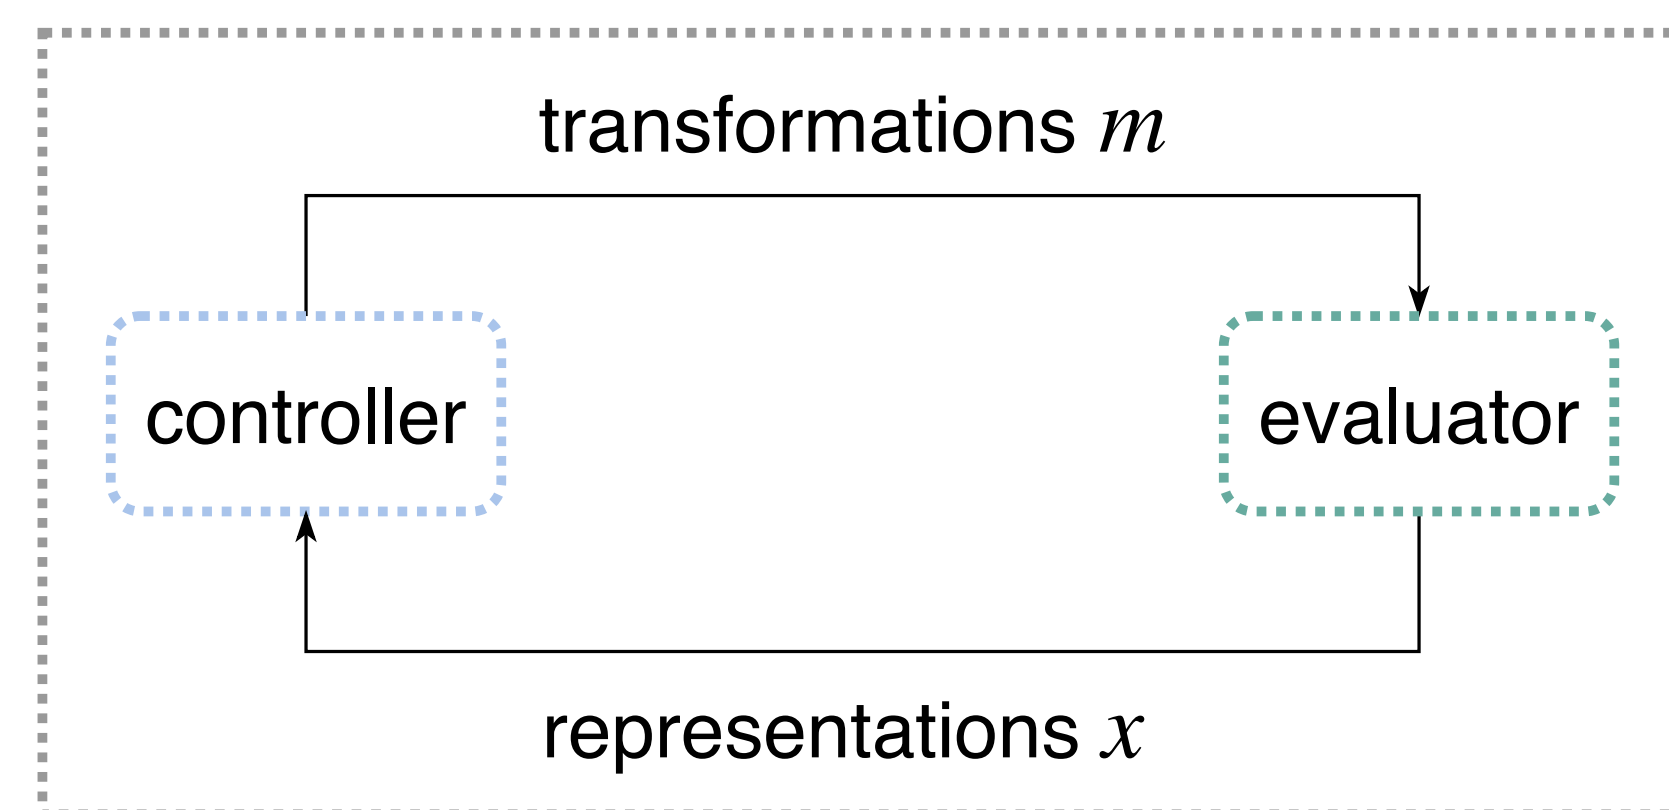 transformations m
controller
evaluator
representations x